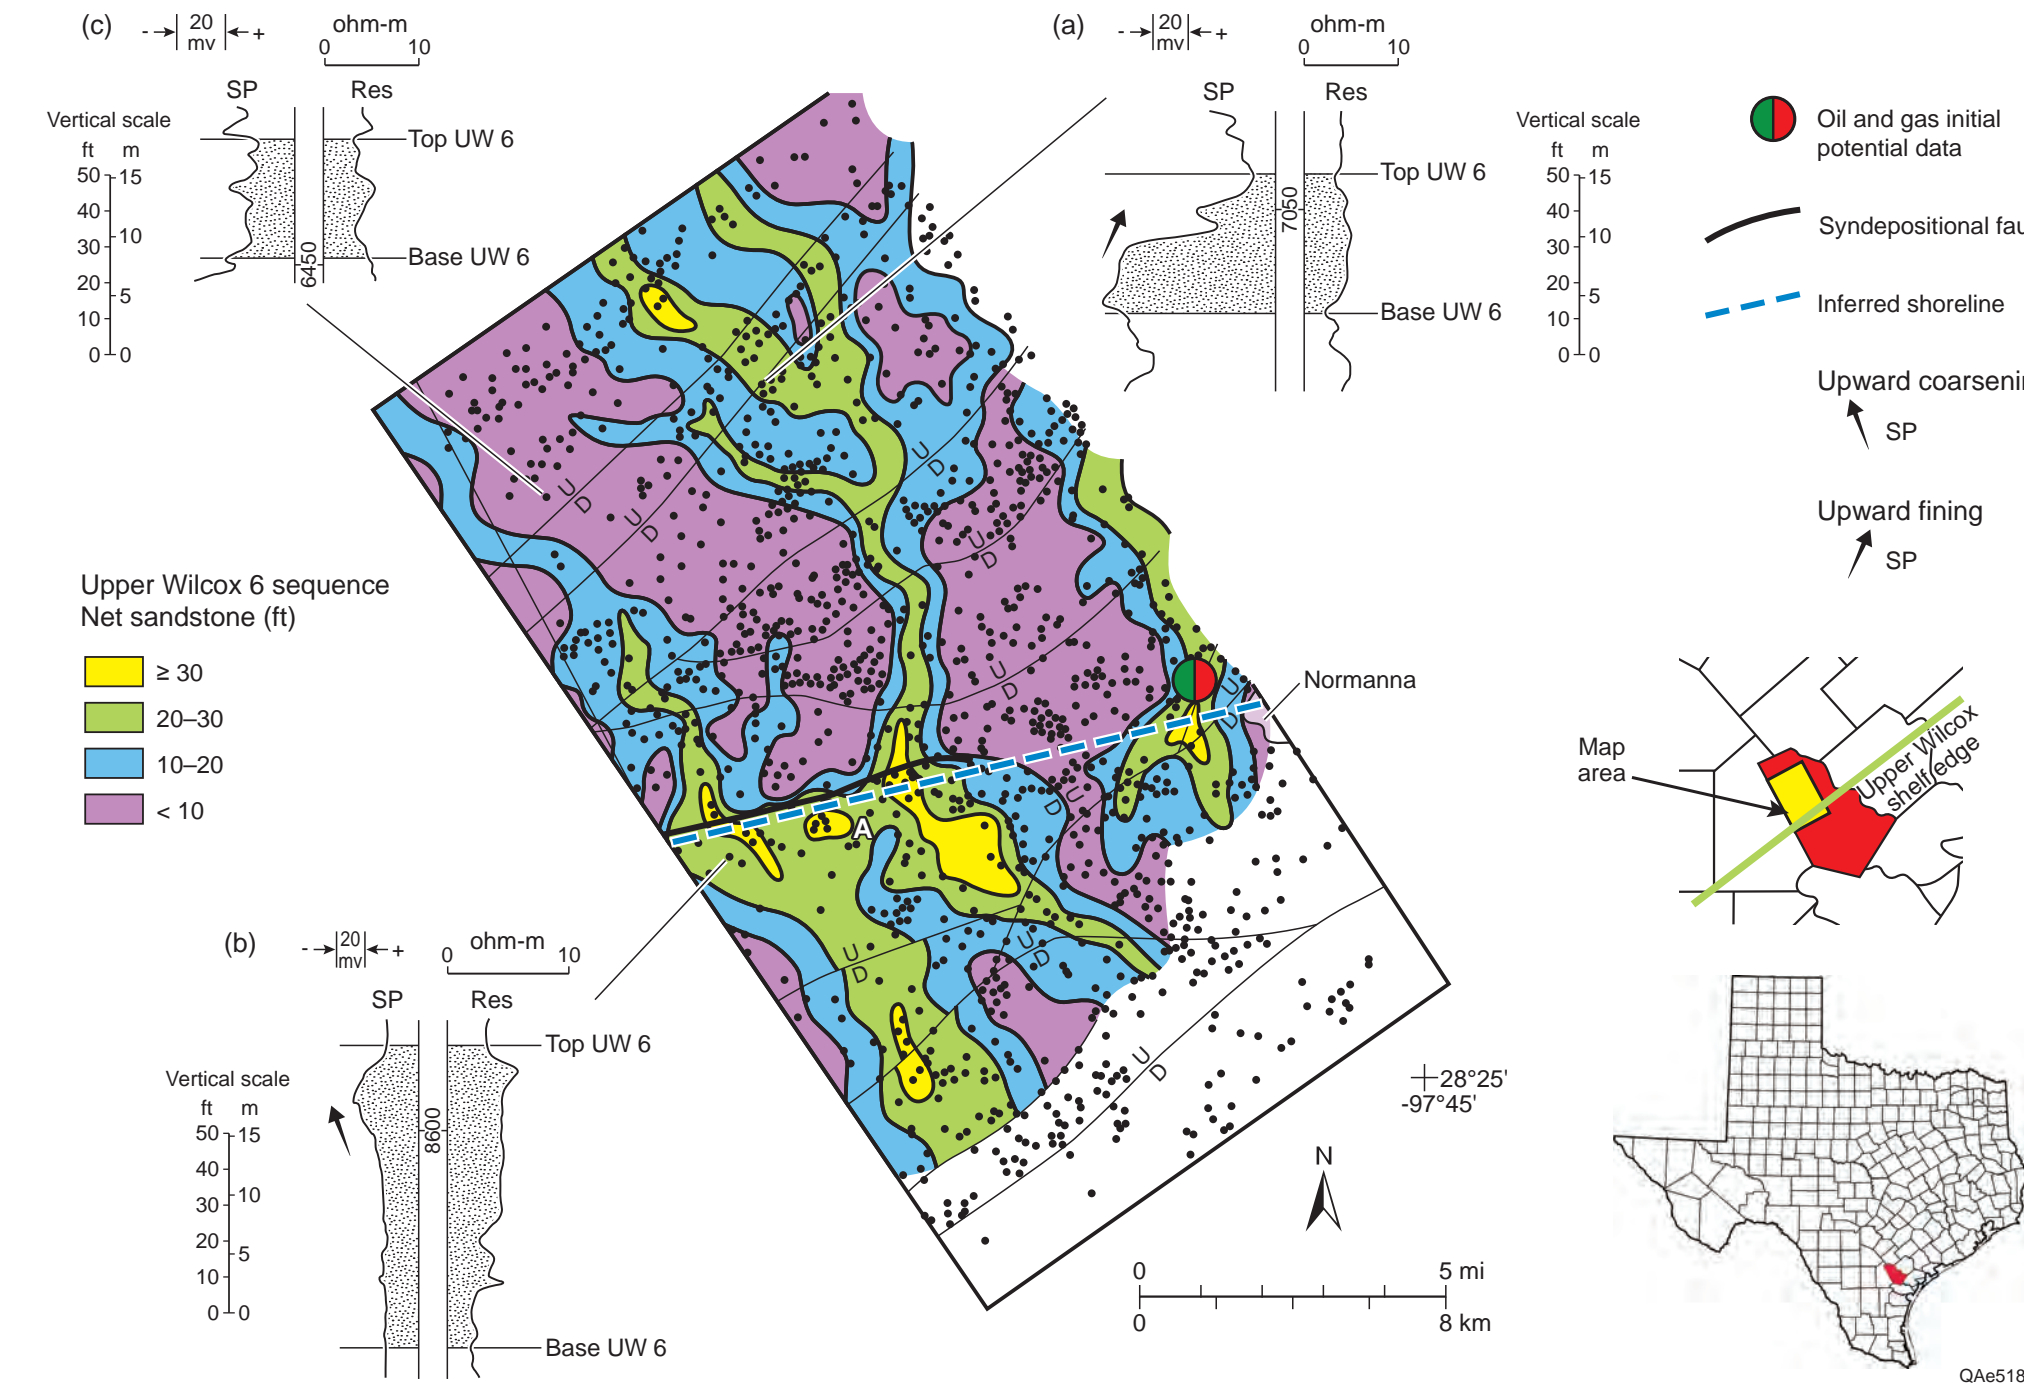 (c)
- 20 mv +
ohm-m
0 10
SP Res
Vertical scale
ft m
50 15
40
30 10
20
10 5
0 0
Top UW 6
Base UW 6
6450
(a)
- 20 mv +
ohm-m
0 10
SP Res
Top UW 6
Base UW 6
7050
Vertical scale
ft m
50 15
40
30 10
20
10 5
0 0
Oil and gas initial
potential data
Syndepositional fau
Inferred shoreline
Upward coarsenin
SP
Upward fining
SP
Upper Wilcox 6 sequence
Net sandstone (ft)
≥ 30
20–30
10–20
< 10
U
D
U
D
U
D
U
D
U
D
U
D
U
D
U
D
U
D
U
D
A
Normanna
Map
area
Upper Wilcox
shelf edge
(b)
- 20 mv +
ohm-m
0 10
SP Res
Top UW 6
Base UW 6
8600
Vertical scale
ft m
50 15
40
30 10
20
10 5
0 0
28°25'
-97°45'
N
0 5 mi
0 8 km
QAe518